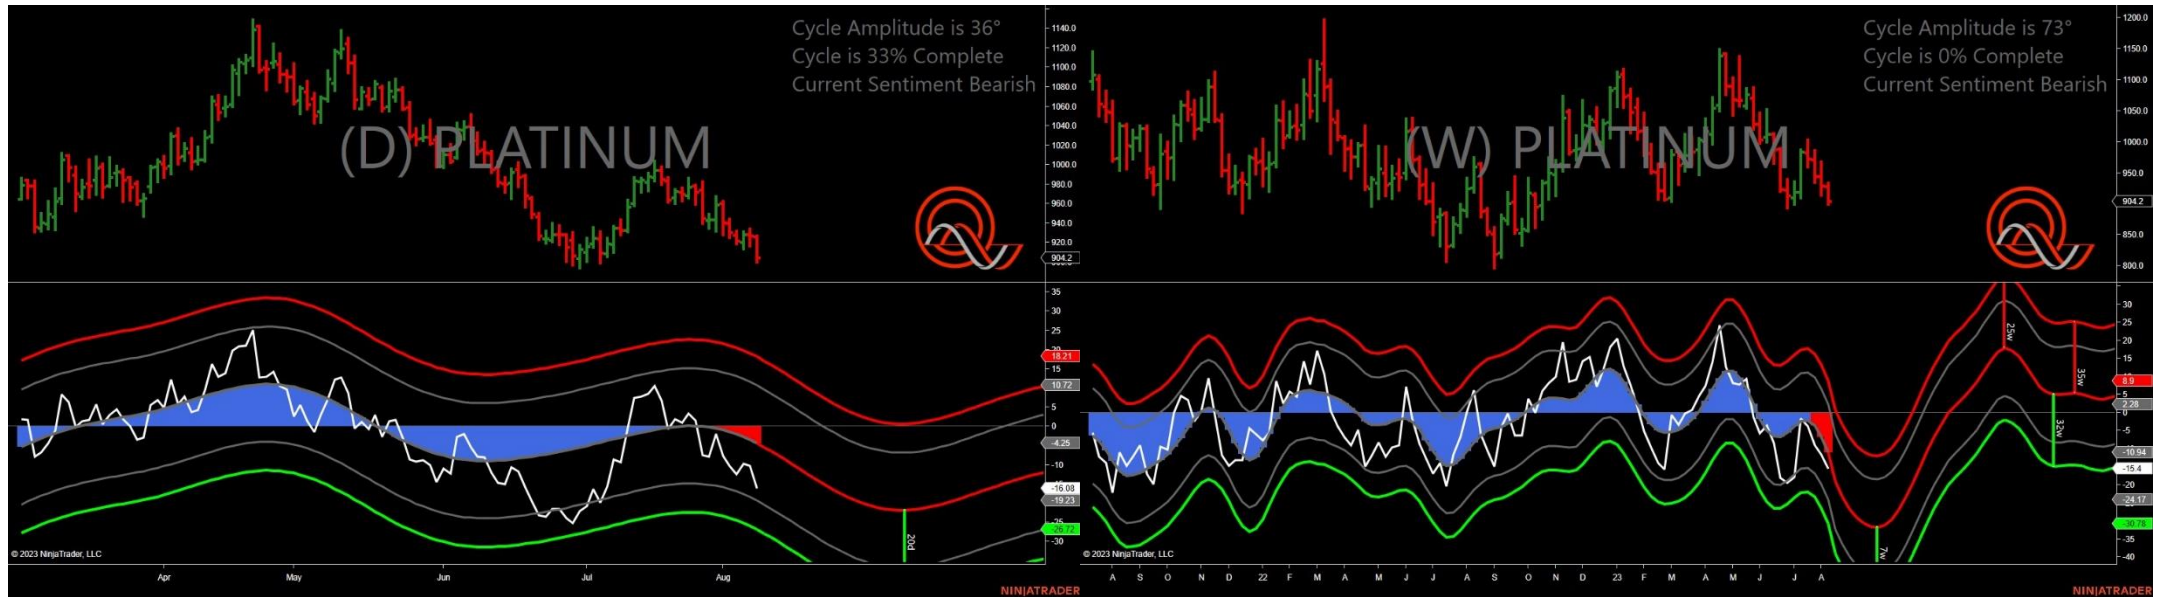 Cycle Amplitude is 36°
Cycle is 33% Complete
Current Sentiment Bearish
(D) PLATINUM
1140.0
1120.0
1100.0
1080.0
1060.0
1040.0
1020.0
1000.0
980.0
960.0
940.0
920.0
904.2
35
30
25
18.21
10.72
5
0
-4.25
-10
-16.08
-19.23
-26.72
-30
20d
© 2023 NinjaTrader, LLC
Apr May Jun Jul Aug
NINJATRADER
Cycle Amplitude is 73°
Cycle is 0% Complete
Current Sentiment Bearish
(W) PLATINUM
1200.0
1150.0
1100.0
1050.0
1000.0
950.0
904.2
850.0
800.0
25w
35w
32w
7w
30
25
20
15
8.9
5
2.28
0
-5
-10.94
-15.4
-20
-24.17
-30.78
-35
-40
© 2023 NinjaTrader, LLC
A S O N D 22 F M A M J J A S O N D 23 F M A M J J A
NINJATRADER